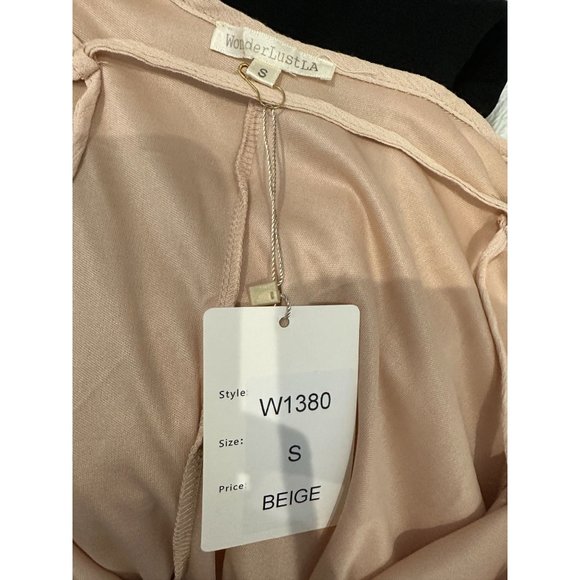 WonderLustLA
S
Style: W1380
Size: S
Price: BEIGE